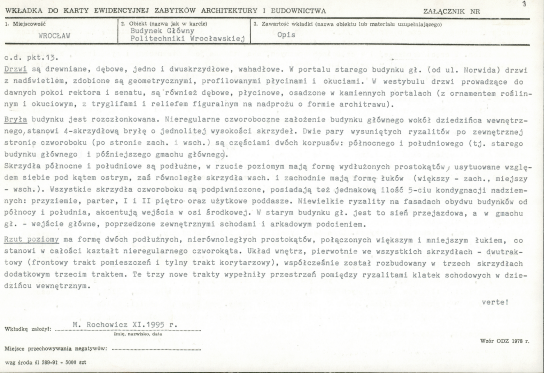 3
WKŁADKA DO KARTY EWIDENCYJNEJ ZABYTKÓW ARCHITEKTURY I BUDOWNICTWA ZAŁĄCZNIK NR
1. Miejscowość
WROCŁAW
2. Obiekt (nazwa jak w karcie)
Budynek Główny
Politechniki Wrocławskiej
3. Zawartość wkładki (nazwa obiektu lub materiału uzupełniającego)
Opis
c.d. pkt.13.
Drzwi są drewniane, dębowe, jedno i dwuskrzydłowe, wahadłowe. W portalu starego budynku gł. (od ul. Norwida) drzwi
z nadświetlem, zdobione są geometrycznymi, profilowanymi płycinami i okuciami. W westybulu drzwi prowadzące do
dawnych pokoi rektora i senatu, są również dębowe, płycinowe, osadzone w kamiennych portalach (z ornamentem roślin-
nym i okuciowym, z tryglifami i reliefem figuralnym na nadprożu o formie architrawu).
Bryła budynku jest rozczłonkowana. Nieregularne czworoboczne założenie budynku głównego wokół dziedzińca wewnętrz-
nego,stanowi 4-skrzydłową bryłę o jednolitej wysokości skrzydeł. Dwie pary wysuniętych ryzalitów po zewnętrznej
stronie czworoboku (po stronie zach. i wsch.) są częściami dwóch korpusów: północnego i południowego (tj. starego
budynku głównego i późniejszego gmachu głównego).
Skrzydła północne i południowe są podłużne, w rzucie poziomym mają formę wydłużonych prostokątów, usytuowane wzglę-
dem siebie pod kątem ostrym, zaś równoległe skrzydła wsch. i zachodnie mają formę łuków (większy - zach., mniejszy
- wsch.). Wszystkie skrzydła czworoboku są podpiwniczone, posiadają też jednakową ilość 5-ciu kondygnacji nadziem-
nych: przyziemie, parter, I i II piętro oraz użytkowe poddasze. Niewielkie ryzality na fasadach obydwu budynków od
północy i południa, akcentują wejścia w osi środkowej. W starym budynku gł. jest to sień przejazdowa, a w gmachu
gł. - wejście główne, poprzedzone zewnętrznymi schodami i arkadowym podcieniem.
Rzut poziomy ma formę dwóch podłużnych, nierównoległych prostokątów, połączonych większym i mniejszym łukiem, co
stanowi w całości kształt nieregularnego czworokąta. Układ wnętrz, pierwotnie we wszystkich skrzydłach - dwutrak-
towy (frontowy trakt pomieszczeń i tylny trakt korytarzowy), współcześnie został rozbudowany w trzech skrzydłach
dodatkowym trzecim traktem. Te trzy nowe trakty wypełniły przestrzeń pomiędzy ryzalitami klatek schodowych w dzie-
dzińcu wewnętrznym.
verte!
Wkładkę założył: M. Rochowicz XI.1995 r.
Imię, nazwisko, data
Miejsce przechowywania negatywów:
Wzór ODZ 1978 r.